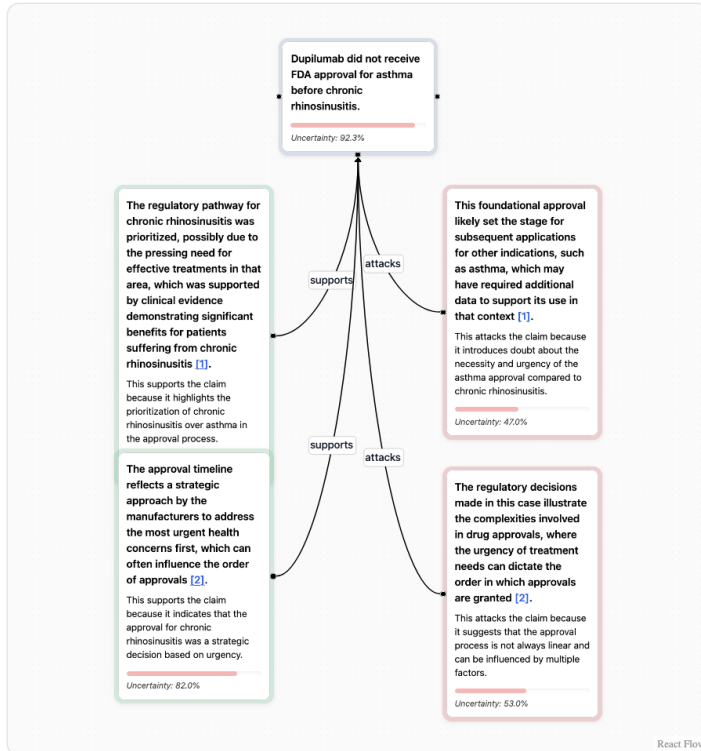 Dupilumab did not receive
FDA approval for asthma
before chronic
rhinosinusitis.
Uncertainty: 92.3%
The regulatory pathway for
chronic rhinosinusitis was
prioritized, possibly due to
the pressing need for
effective treatments in that
area, which was supported
by clinical evidence
demonstrating significant
benefits for patients
suffering from chronic
rhinosinusitis [1].
This supports the claim
because it highlights the
prioritization of chronic
rhinosinusitis over asthma in
the approval process.
supports
attacks
This foundational approval
likely set the stage for
subsequent applications
for other indications, such
as asthma, which may
have required additional
data to support its use in
that context [1].
This attacks the claim because
it introduces doubt about the
necessity and urgency of the
asthma approval compared to
chronic rhinosinusitis.
Uncertainty: 47.0%
The approval timeline
reflects a strategic
approach by the
manufacturers to address
the most urgent health
concerns first, which can
often influence the order
of approvals [2].
This supports the claim
because it indicates that the
approval for chronic
rhinosinusitis was a strategic
decision based on urgency.
Uncertainty: 82.0%
supports
attacks
The regulatory decisions
made in this case illustrate
the complexities involved
in drug approvals, where
the urgency of treatment
needs can dictate the
order in which approvals
are granted [2].
This attacks the claim because
it suggests that the approval
process is not always linear and
can be influenced by multiple
factors.
Uncertainty: 53.0%
React Flow